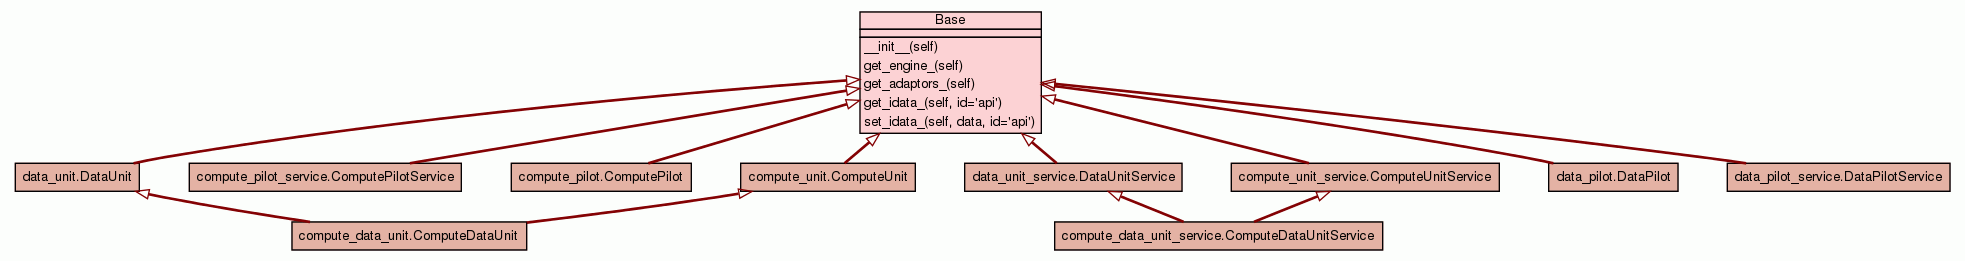 Base
__init__(self)
get_engine_(self)
get_adaptors_(self)
get_idata_(self, id='api')
set_idata_(self, data, id='api')
data_unit.DataUnit
compute_pilot_service.ComputePilotService
compute_pilot.ComputePilot
compute_unit.ComputeUnit
data_unit_service.DataUnitService
compute_unit_service.ComputeUnitService
data_pilot.DataPilot
data_pilot_service.DataPilotService
compute_data_unit.ComputeDataUnit
compute_data_unit_service.ComputeDataUnitService